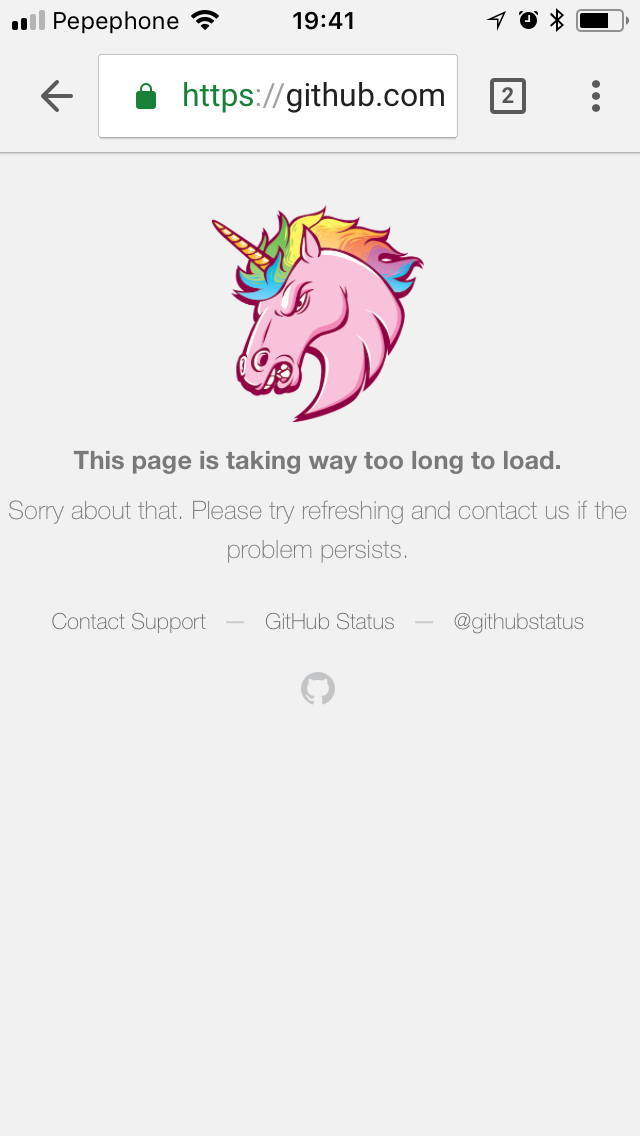 Pepephone 19:41
https://github.com 2
This page is taking way too long to load.
Sorry about that. Please try refreshing and contact us if the
problem persists.
Contact Support — GitHub Status — @githubstatus